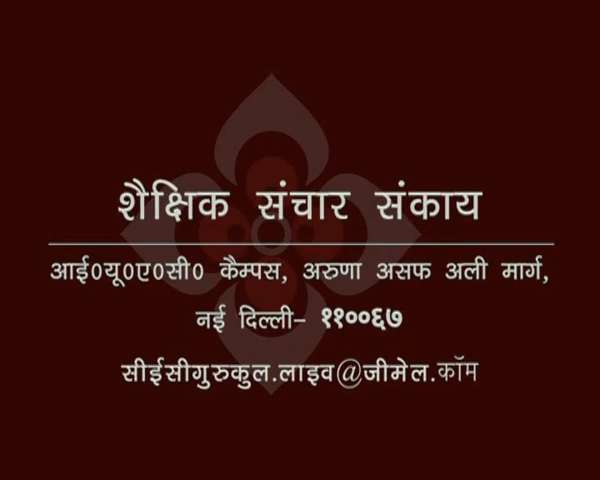 शैक्षिक संचार संकाय
आई०यू०ए०सी० कैम्पस, अरुणा असफ अली मार्ग,
नई दिल्ली- ११००६७
सीईसीगुरुकुल.लाइव@जीमेल.कॉम